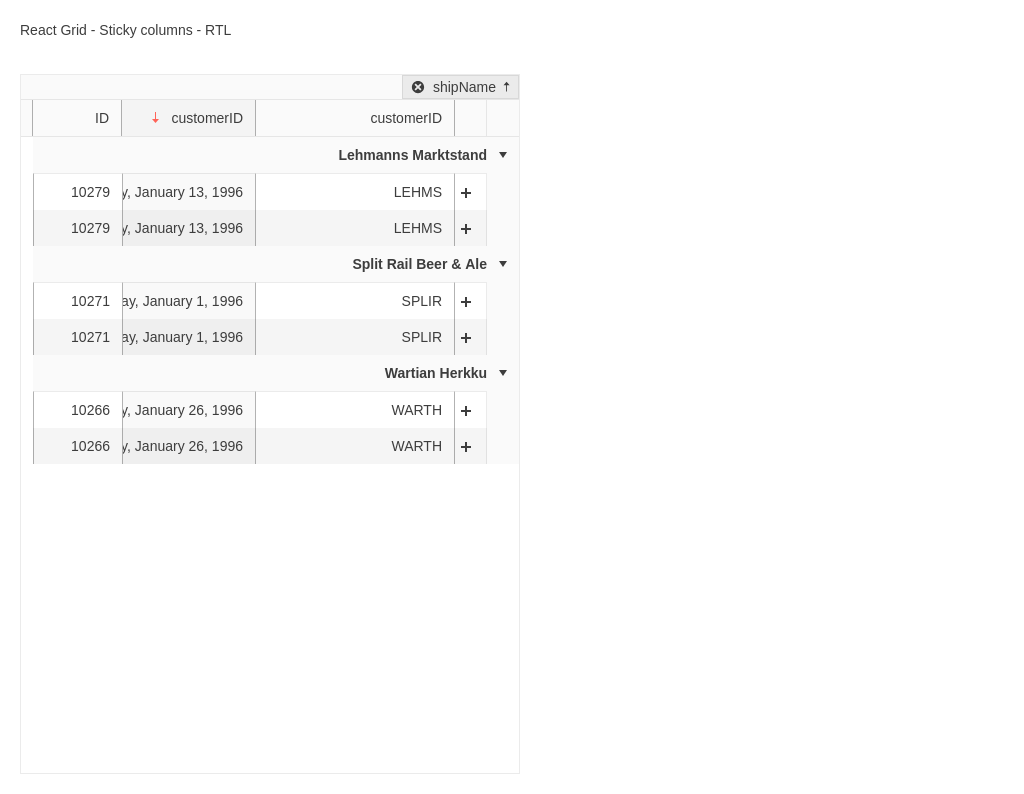 React Grid - Sticky columns - RTL
shipName
ID customerID customerID
Lehmanns Marktstand
10279 y, January 13, 1996 LEHMS
10279 y, January 13, 1996 LEHMS
Split Rail Beer & Ale
10271 ay, January 1, 1996 SPLIR
10271 ay, January 1, 1996 SPLIR
Wartian Herkku
10266 y, January 26, 1996 WARTH
10266 y, January 26, 1996 WARTH